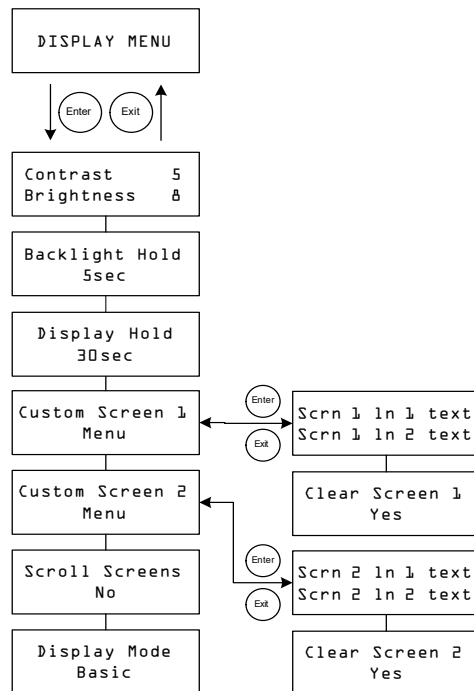 DISPLAY MENU
Enter
Exit
Contrast 5
Brightness 8
Backlight Hold
5sec
Display Hold
30sec
Custom Screen 1
Menu
Enter
Exit
Scrn 1 ln 1 text
Scrn 1 ln 2 text
Clear Screen 1
Yes
Custom Screen 2
Menu
Enter
Exit
Scrn 2 ln 1 text
Scrn 2 ln 2 text
Clear Screen 2
Yes
Scroll Screens
No
Display Mode
Basic